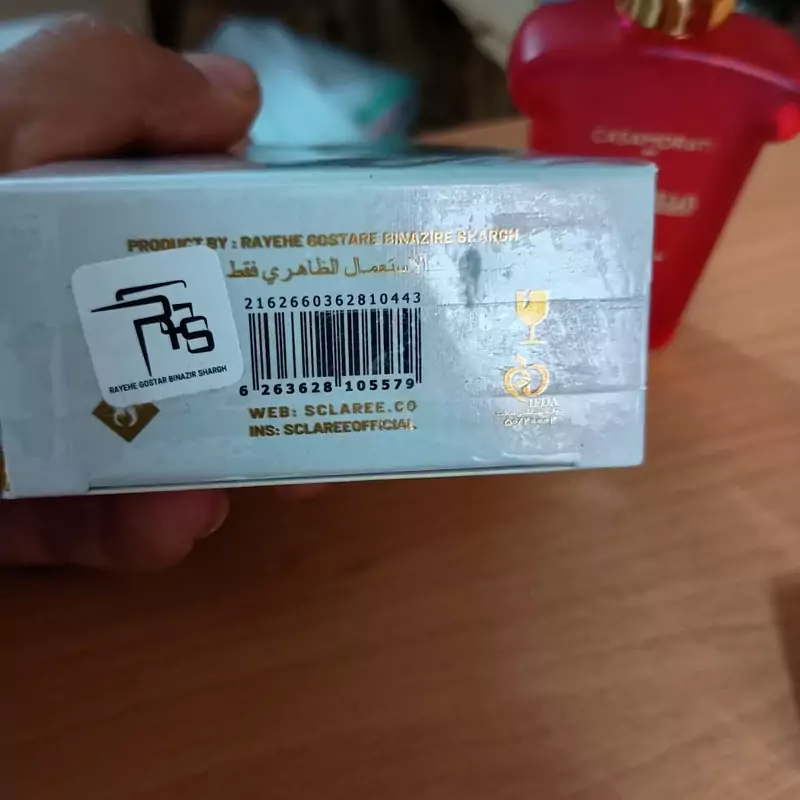 CASAMORATI
PRODUCT BY : RAYEHE GOSTARE BINAZIRE SHARGH
الاستعمال الظاهري فقط
2162660362810443
RAYEHE GOSTAR BINAZIR SHARGH
6 263628 105579
WEB: SCLAREE.CO
INS: SCLAREEOFFICIAL
IFDA